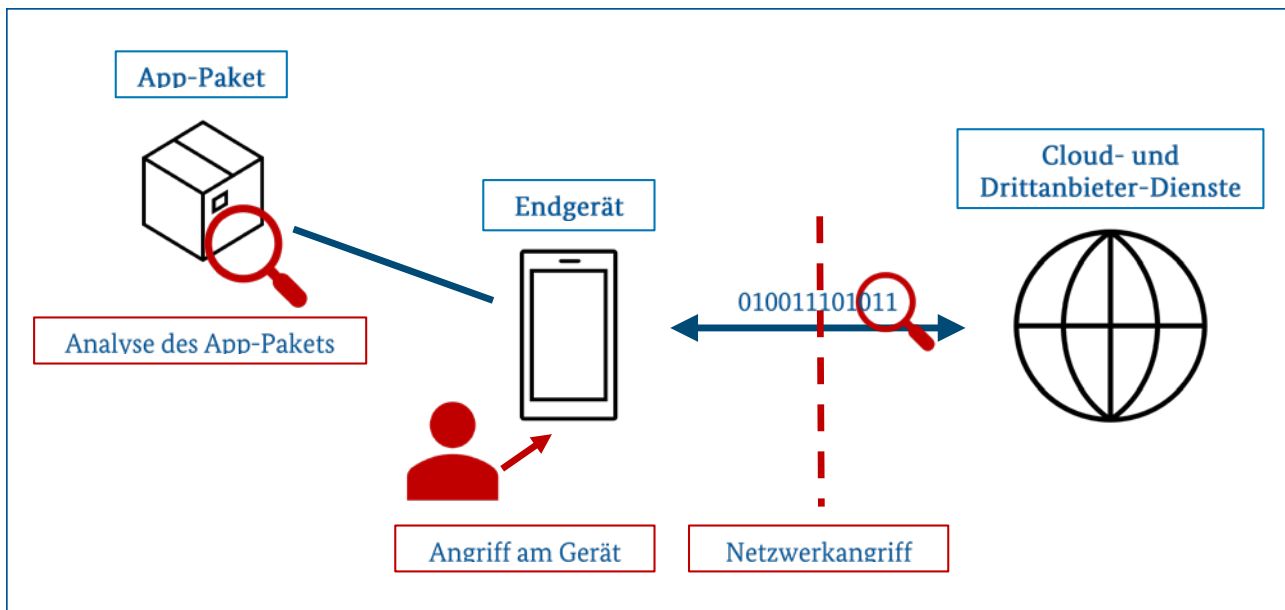 App-Paket
Cloud- und
Drittanbieter-Dienste
Endgerät
010011101011
Analyse des App-Pakets
Angriff am Gerät
Netzwerkangriff